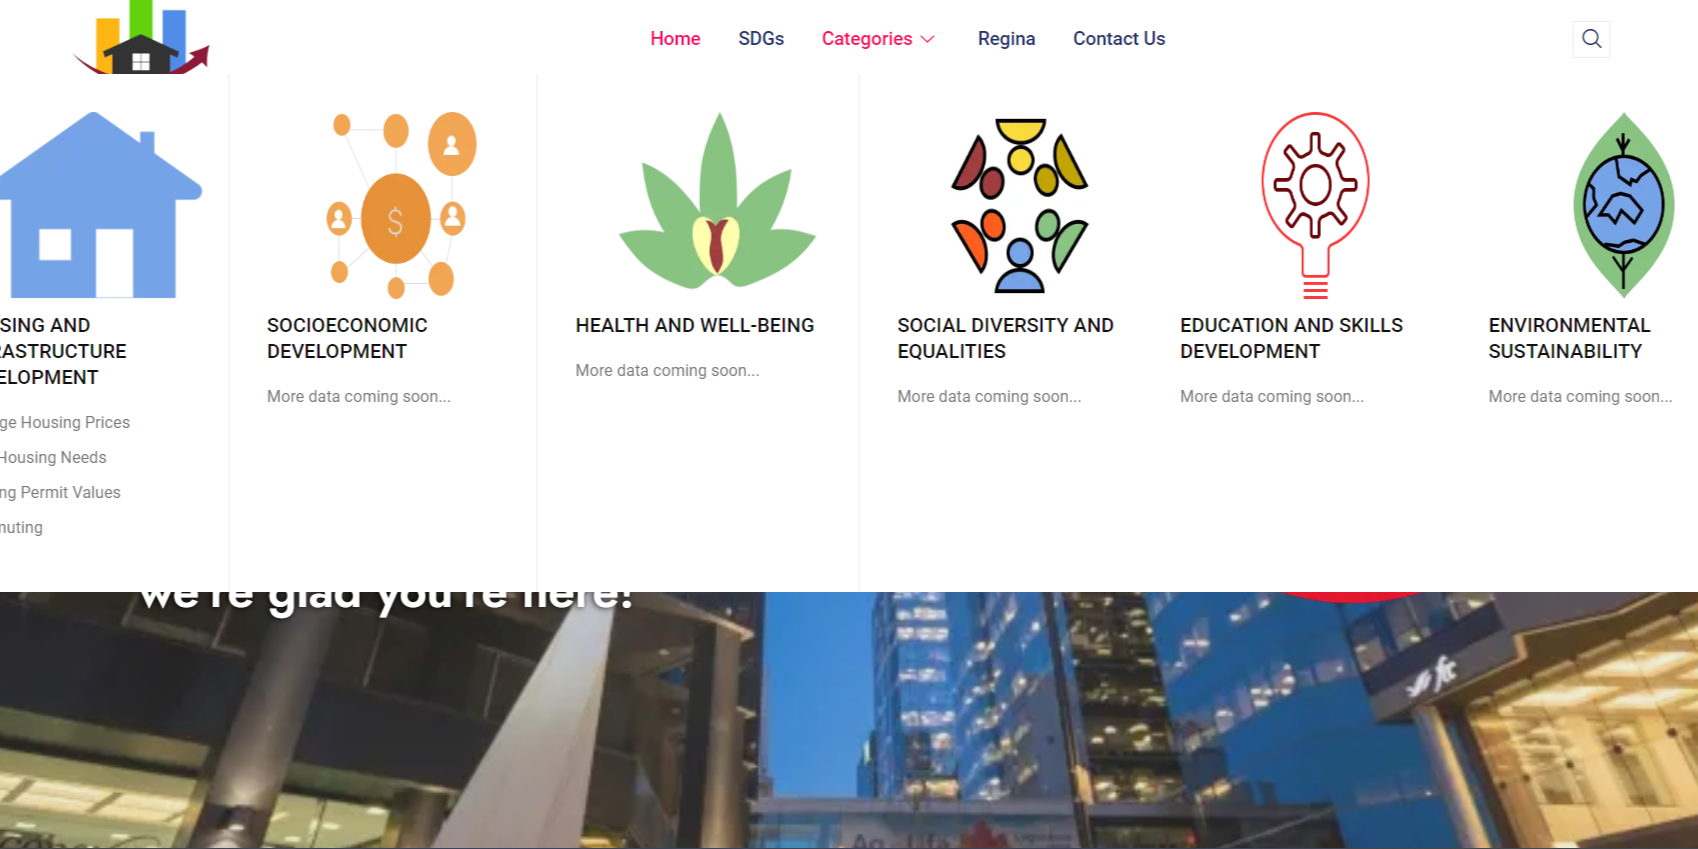 Home SDGs Categories Regina Contact Us
SING AND
RASTRUCTURE
ELOPMENT
ge Housing Prices
Housing Needs
ng Permit Values
nuting
SOCIOECONOMIC
DEVELOPMENT
More data coming soon...
HEALTH AND WELL-BEING
More data coming soon...
SOCIAL DIVERSITY AND
EQUALITIES
More data coming soon...
EDUCATION AND SKILLS
DEVELOPMENT
More data coming soon...
ENVIRONMENTAL
SUSTAINABILITY
More data coming soon...
$
we're glad you're here!
fc